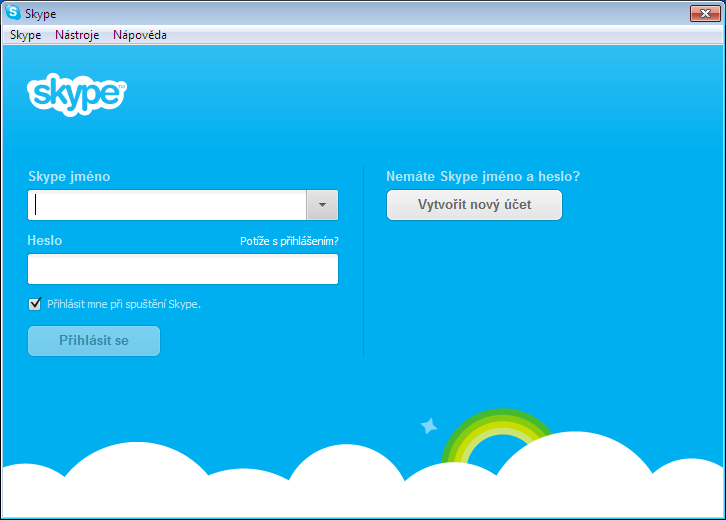 Skype
Skype Nástroje Nápověda
skype™
Skype jméno
Heslo
Potíže s přihlášením?
Přihlásit mne při spuštění Skype.
Přihlásit se
Nemáte Skype jméno a heslo?
Vytvořit nový účet